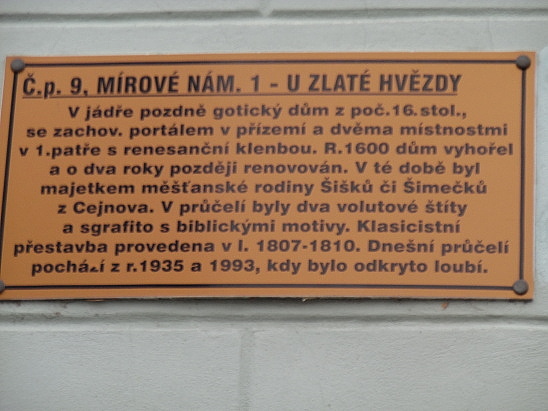 Č.p. 9, MÍROVÉ NÁM. 1 - U ZLATÉ HVĚZDY
V jádře pozdně gotický dům z poč.16.stol.,
se zachov. portálem v přízemí a dvěma místnostmi
v 1.patře s renesanční klenbou. R.1600 dům vyhořel
a o dva roky později renovován. V té době byl
majetkem měšťanské rodiny Šišků či Šimečků
z Cejnova. V průčelí byly dva volutové štíty
a sgrafito s biblickými motivy. Klasicistní
přestavba provedena v l. 1807-1810. Dnešní průčelí
pochází z r.1935 a 1993, kdy bylo odkryto loubí.